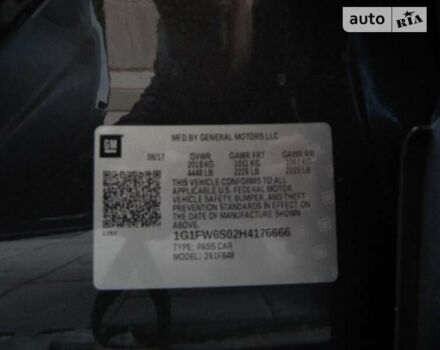 auto RIA
GM
MFD BY GENERAL MOTORS LLC
06/17 GVWR GAWR FRT GAWR RR
2018 KG 1011 KG
4448 LB 2229 LB
THIS VEHICLE CONFORMS TO ALL
APPLICABLE U.S. FEDERAL MOTOR
VEHICLE SAFETY, BUMPER, AND THEFT
PREVENTION STANDARDS IN EFFECT ON
THE DATE OF MANUFACTURE SHOWN
ABOVE.
1G1FW6S02H4176666
TYPE: PASS CAR
MODEL: